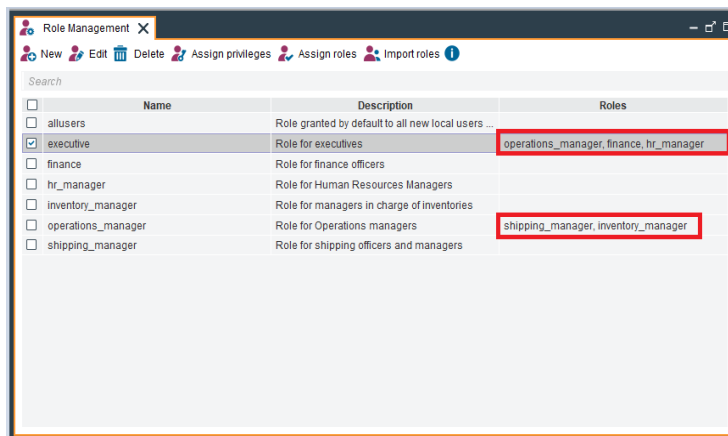 Role Management
New Edit Delete Assign privileges Assign roles Import roles
Search
Name Description Roles
allusers Role granted by default to all new local users ...
executive Role for executives operations_manager, finance, hr_manager
finance Role for finance officers
hr_manager Role for Human Resources Managers
inventory_manager Role for managers in charge of inventories
operations_manager Role for Operations managers shipping_manager, inventory_manager
shipping_manager Role for shipping officers and managers